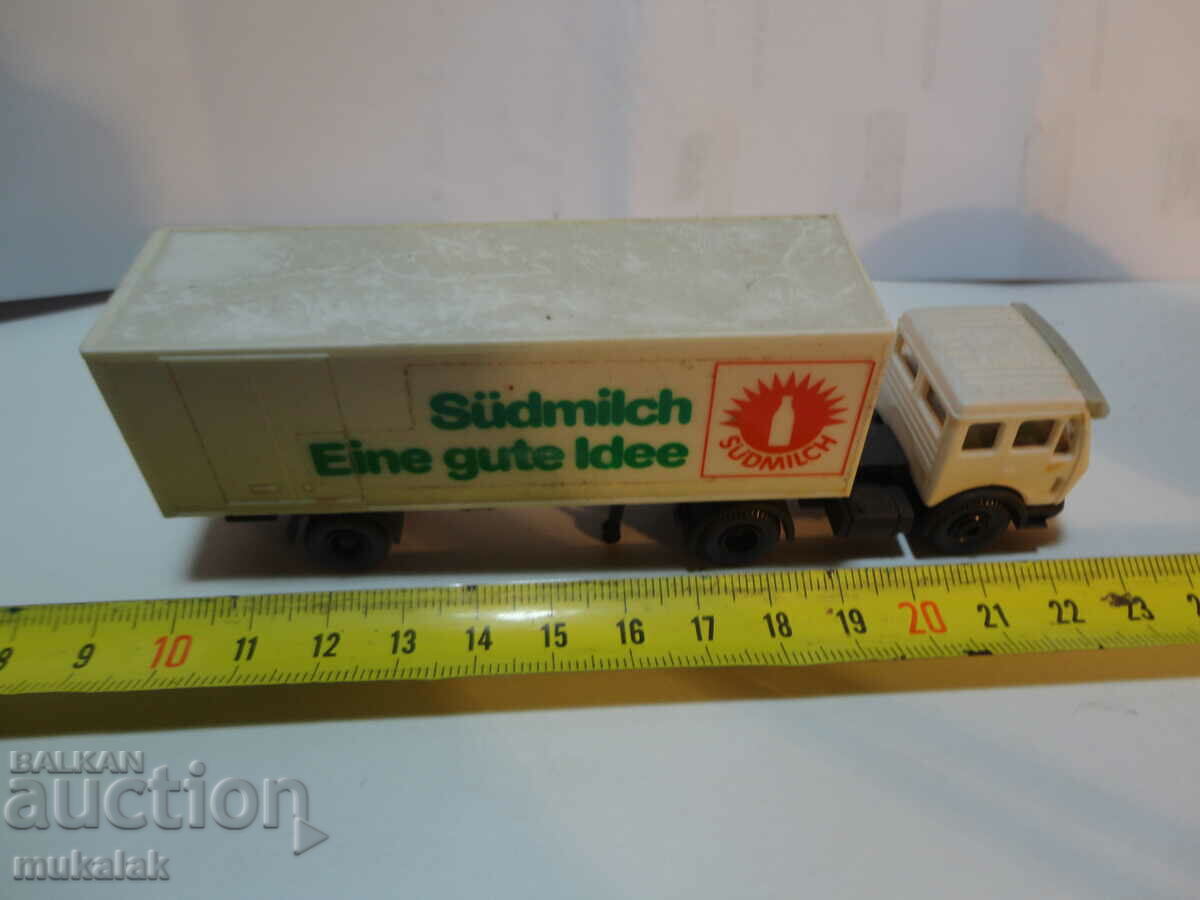 Südmilch
Eine gute Idee
SÜDMILCH
8 9 10 11 12 13 14 15 16 17 18 19 20 21 22 23
BALKAN
auction
mukalak